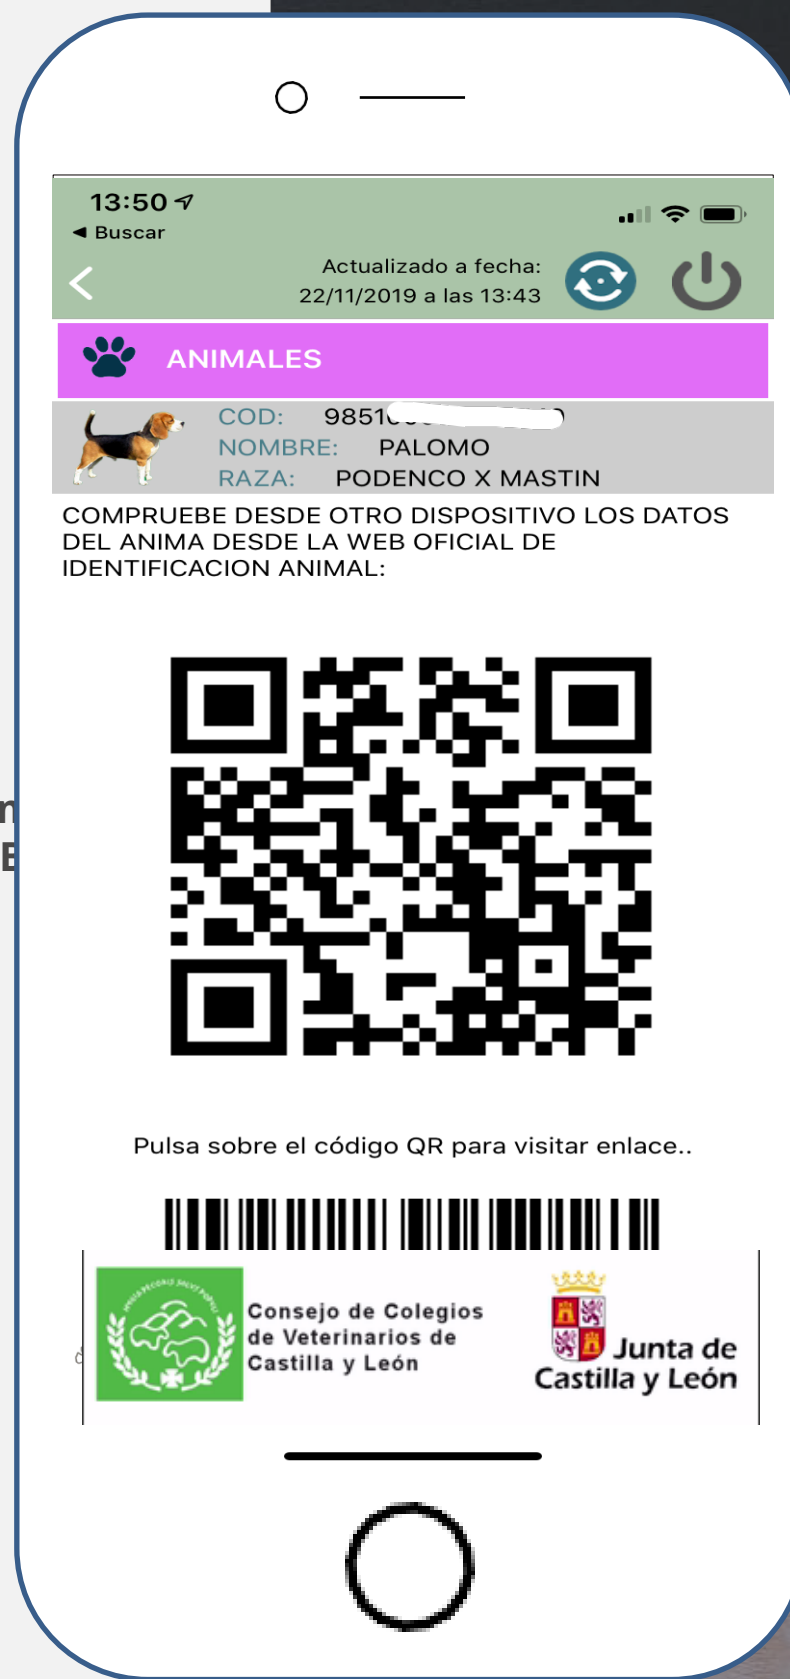 13:50
◀ Buscar
Actualizado a fecha:
22/11/2019 a las 13:43
ANIMALES
COD:
NOMBRE: PALOMO
RAZA: PODENCO X MASTIN
COMPRUEBE DESDE OTRO DISPOSITIVO LOS DATOS
DEL ANIMA DESDE LA WEB OFICIAL DE
IDENTIFICACION ANIMAL:
Pulsa sobre el código QR para visitar enlace..
Consejo de Colegios
de Veterinarios de
Castilla y León
Junta de
Castilla y León